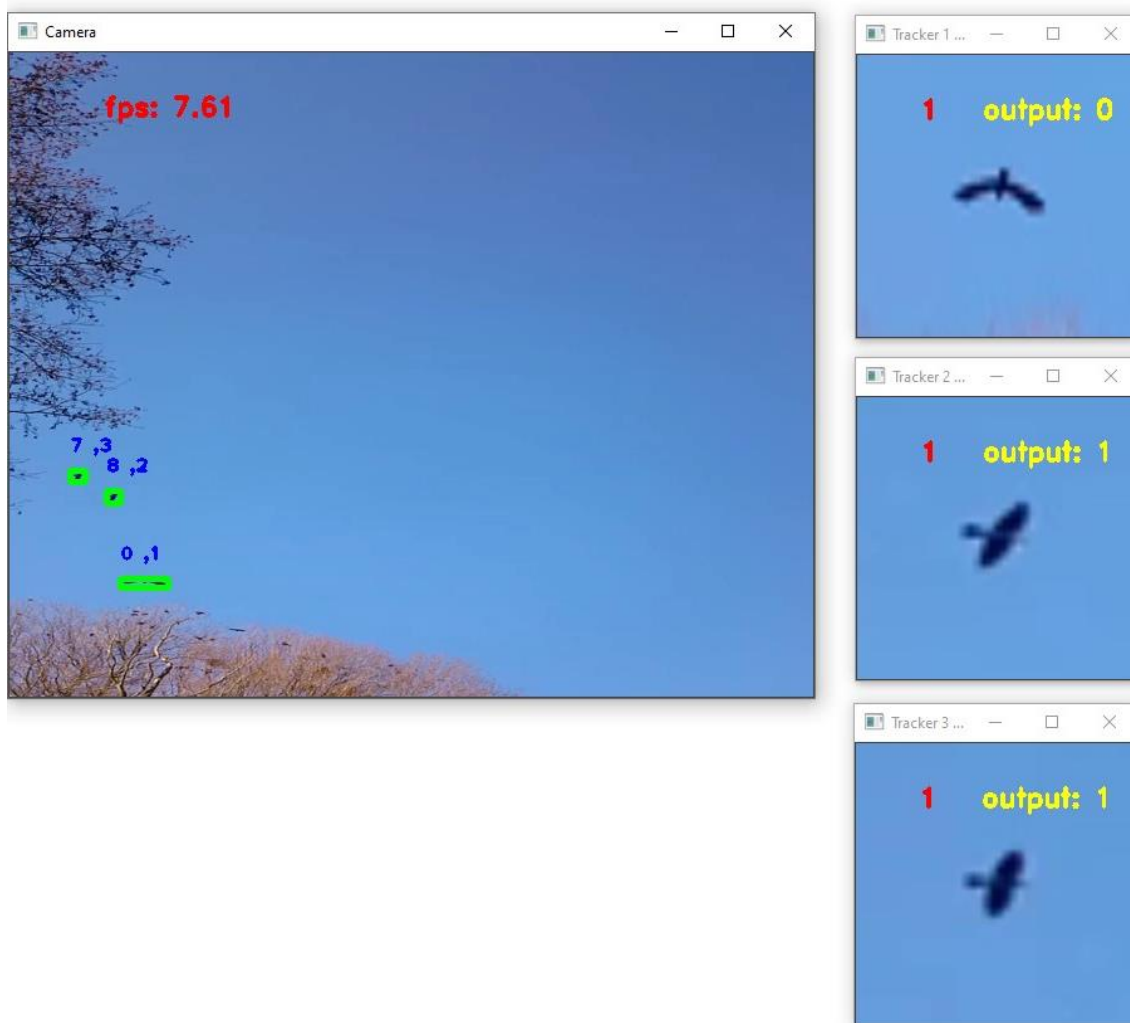 Camera
fps: 7.61
7 ,3
8 ,2
0 ,1
Tracker 1 ...
1 output: 0
Tracker 2 ...
1 output: 1
Tracker 3 ...
1 output: 1